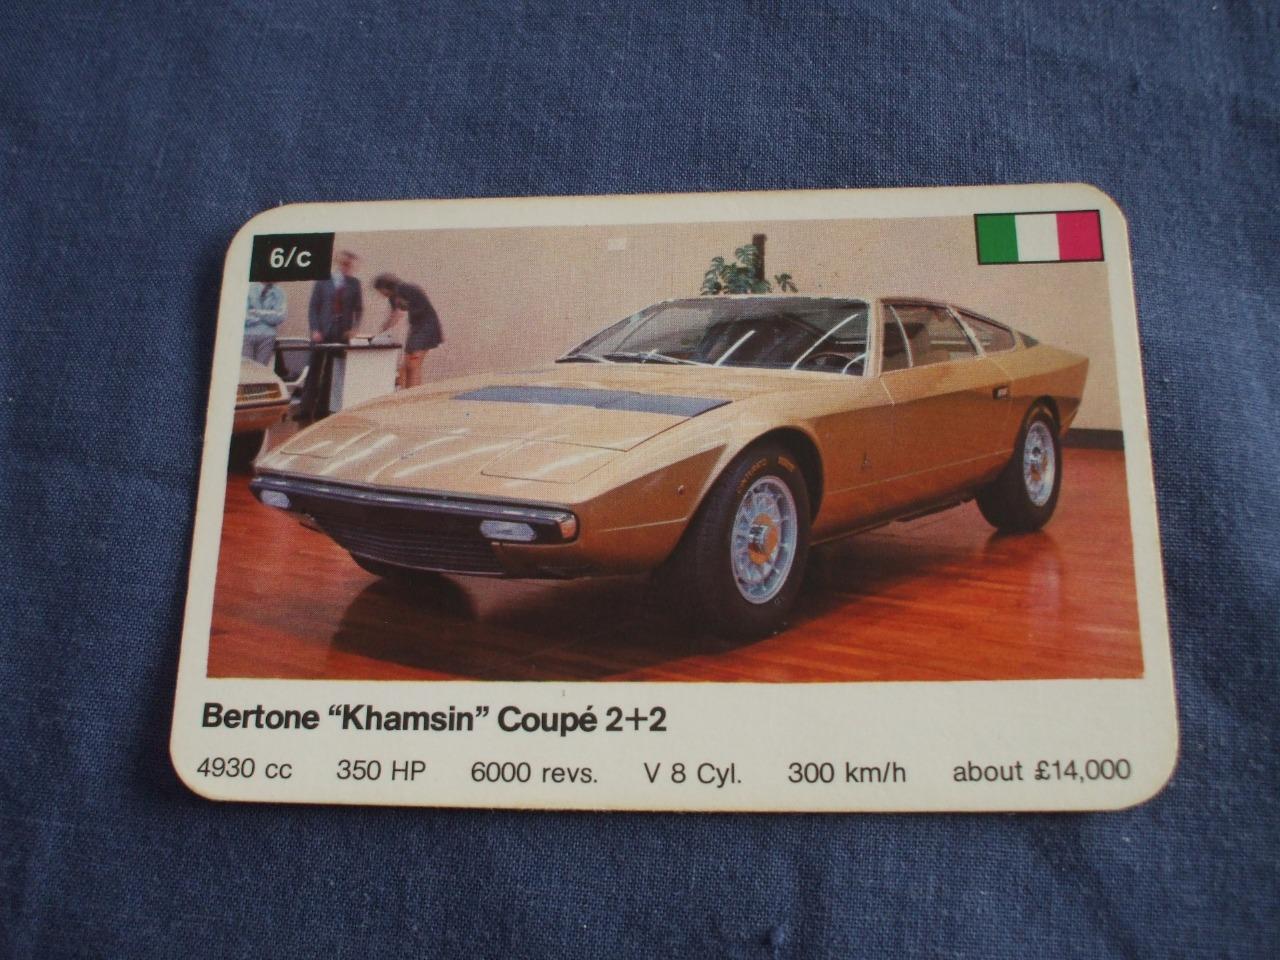 6/c
Bertone “Khamsin” Coupé 2+2
4930 cc 350 HP 6000 revs. V 8 Cyl. 300 km/h about £14,000